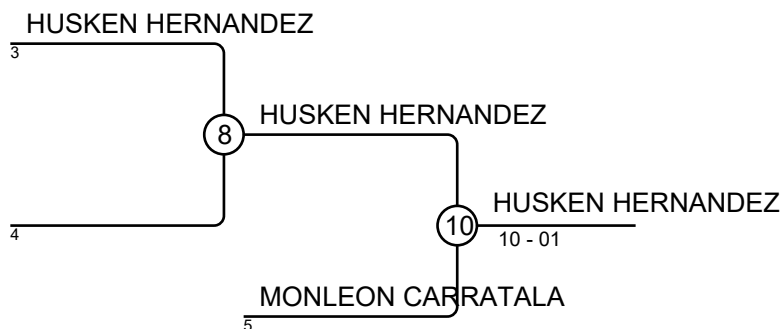 HUSKEN HERNANDEZ
3
8
HUSKEN HERNANDEZ
4
10
HUSKEN HERNANDEZ
10 - 01
MONLEON CARRATALA
5